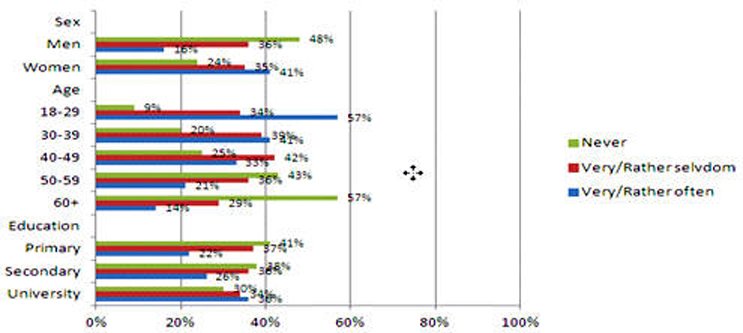 Sex
Men 48% 36% 16%
Women 24% 35% 41%
Age
18-29 9% 34% 57%
30-39 20% 39% 41%
40-49 25% 42% 33%
50-59 43% 36% 21%
60+ 57% 29% 14%
Education
Primary 41% 37% 22%
Secondary 38% 36% 26%
University 30% 34% 36%
0% 20% 40% 60% 80% 100%
Never
Very/Rather selvdom
Very/Rather often